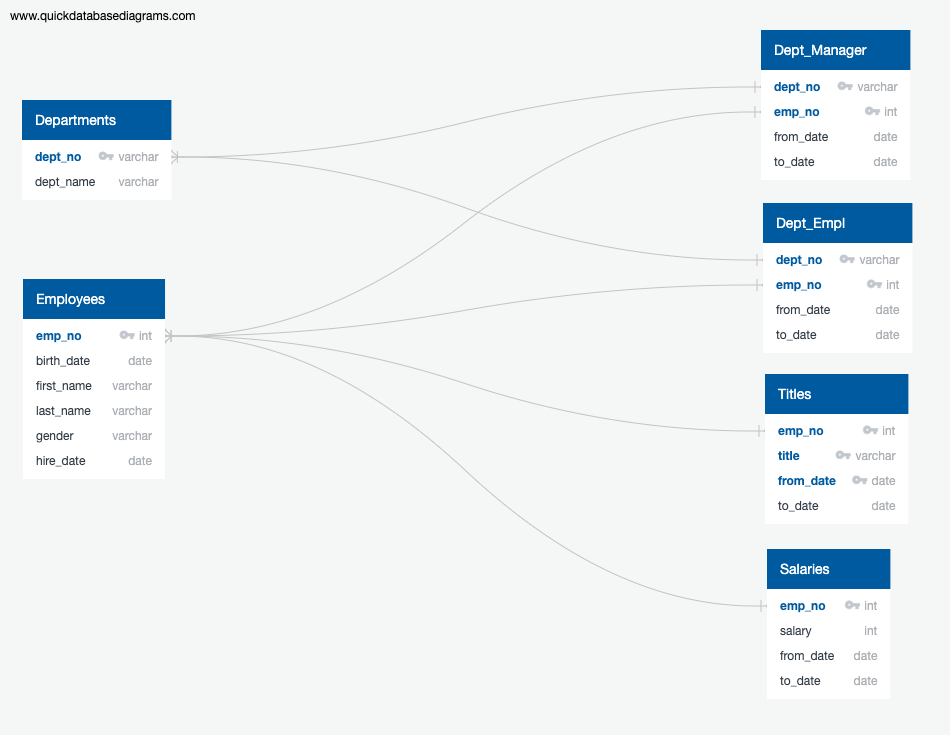 www.quickdatabasediagrams.com
Departments
dept_no varchar
dept_name varchar
Employees
emp_no int
birth_date date
first_name varchar
last_name varchar
gender varchar
hire_date date
Dept_Manager
dept_no varchar
emp_no int
from_date date
to_date date
Dept_Empl
dept_no varchar
emp_no int
from_date date
to_date date
Titles
emp_no int
title varchar
from_date date
to_date date
Salaries
emp_no int
salary int
from_date date
to_date date